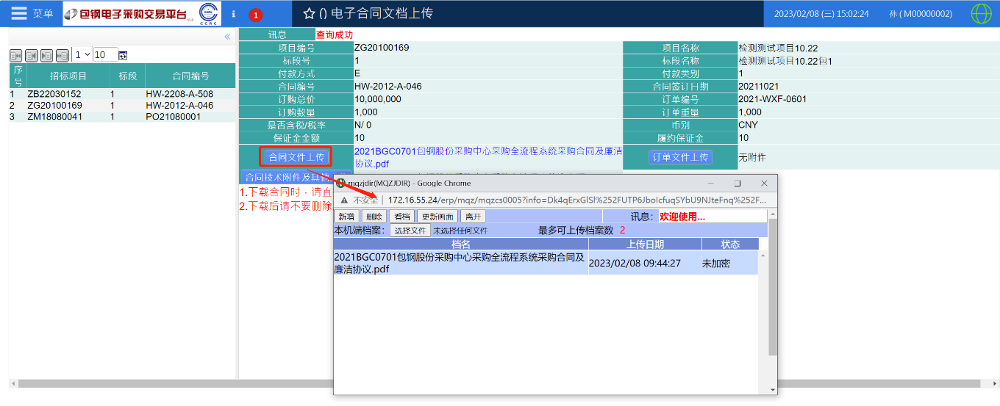 菜单
包钢电子采购交易平台 V1.0
CCRC
i
1
() 电子合同文档上传
2023/02/08 (三) 15:02:24
孙 ( M00000002)
«
1
10
序号 招标项目 标段 合同编号
1 ZB22030152 1 HW-2208-A-508
2 ZG20100169 1 HW-2012-A-046
3 ZM18080041 1 PO21080001
讯息 查询成功
项目编号 ZG20100169 项目名称 检测测试项目10.22
标段号 1 标段名称 检测测试项目10.22包1
付款方式 E 付款类别 1
合同编号 HW-2012-A-046 合同签订日期 20211021
订购总价 10,000,000 订单编号 2021-WXF-0601
订购数量 1,000 订单重量 1,000
是否含税/税率 N/ 0 币别 CNY
保证金金额 10 履约保证金 10
合同文件上传 2021BGC0701包钢股份采购中心采购全流程系统采购合同及廉洁
协议.pdf
订单文件上传 无附件
合同技术附件及其他
1.下载合同时，请直
2.下载后请不要删除
mqzjdir(MQZJDIR) - Google Chrome
不安全 | 172.16.55.24/erp/mqz/mqzcs0005?info=Dk4qErxGlSl%252FUTP6JboIcfuqSYbU9NJteFnq%252F...
新增 删除 看档 更新画面 离开 讯息： 欢迎使用...
本机端档案： 选择文件 未选择任何文件 最多可上传档案数 2
档名 上传日期 状态
2021BGC0701包钢股份采购中心采购全流程系统采购合同及
廉洁协议.pdf
2023/02/08 09:44:27 未加密